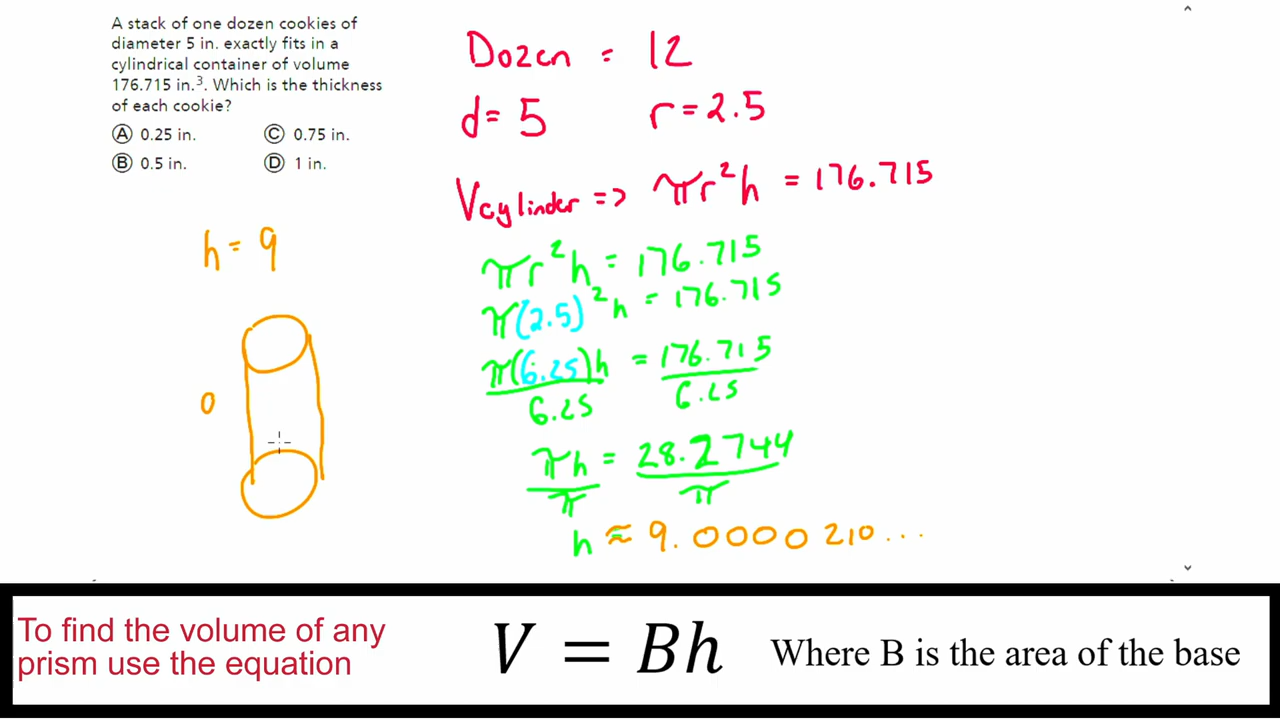 A stack of one dozen cookies of
diameter 5 in. exactly fits in a
cylindrical container of volume
176.715 in.³. Which is the thickness
of each cookie?
Ⓐ 0.25 in. Ⓒ 0.75 in.
Ⓑ 0.5 in. Ⓓ 1 in.
h = 9
0
Dozen = 12
d = 5 r = 2.5
Vcylinder => πr²h = 176.715
πr²h = 176.715
π(2.5)²h = 176.715
π(6.25)h = 176.715
6.25 6.25
πh = 28.2744
π π
h ≈ 9.0000210...
To find the volume of any
prism use the equation
V = Bh
Where B is the area of the base